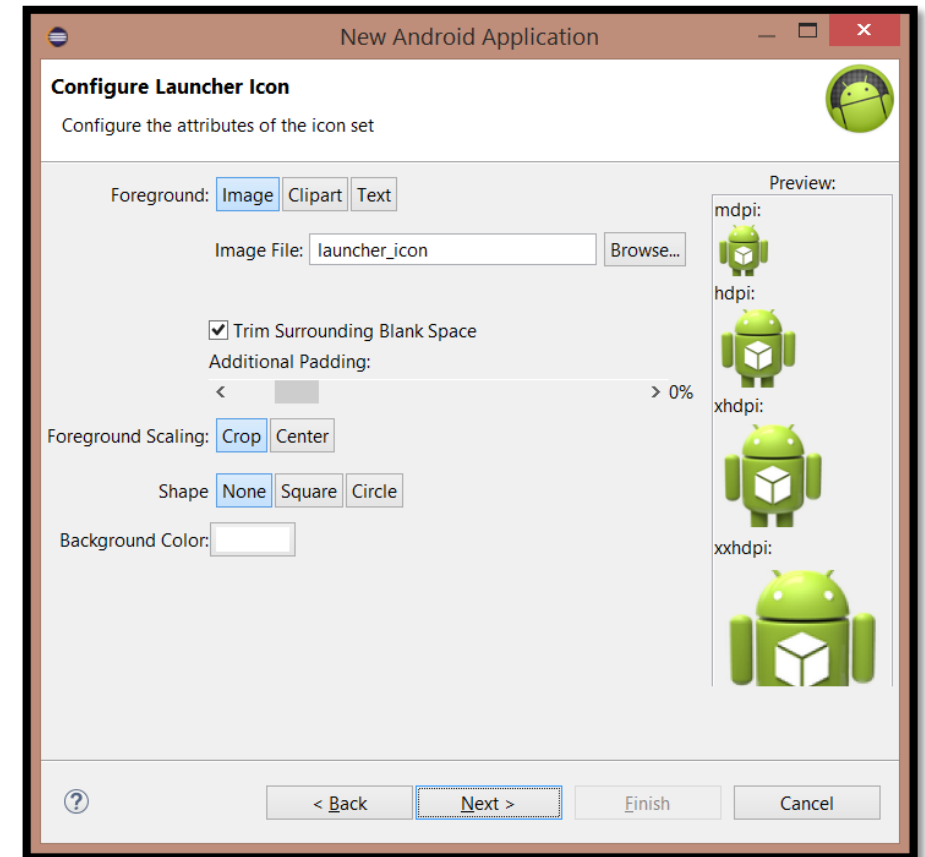 New Android Application
Configure Launcher Icon
Configure the attributes of the icon set
Foreground: Image Clipart Text
Image File: launcher_icon Browse...
Trim Surrounding Blank Space
Additional Padding:
< > 0%
Foreground Scaling: Crop Center
Shape None Square Circle
Background Color:
Preview:
mdpi:
hdpi:
xhdpi:
xxhdpi:
? < Back Next > Finish Cancel